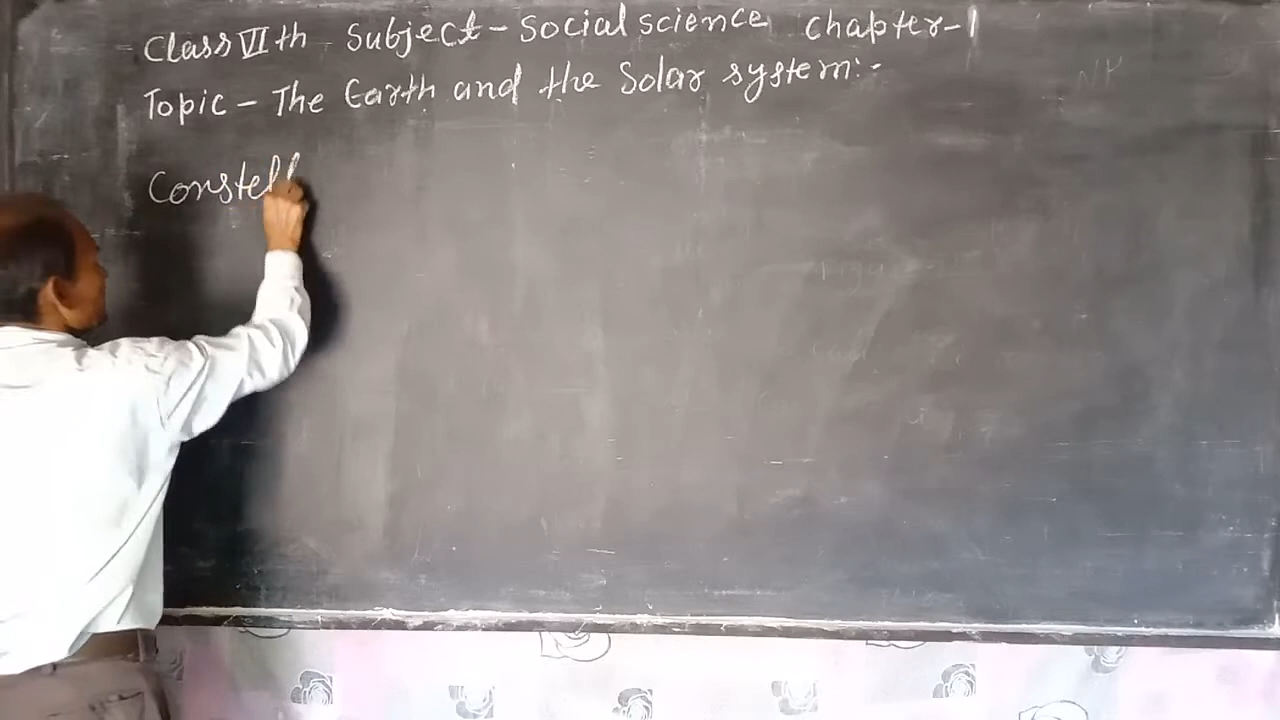 Class VI th Subject - Social science Chapter-1
Topic - The Earth and the Solar system:-
Constell